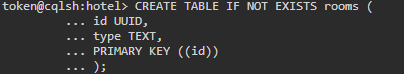 token@cqlsh:hotel> CREATE TABLE IF NOT EXISTS rooms (
... id UUID,
... type TEXT,
... PRIMARY KEY ((id))
... );